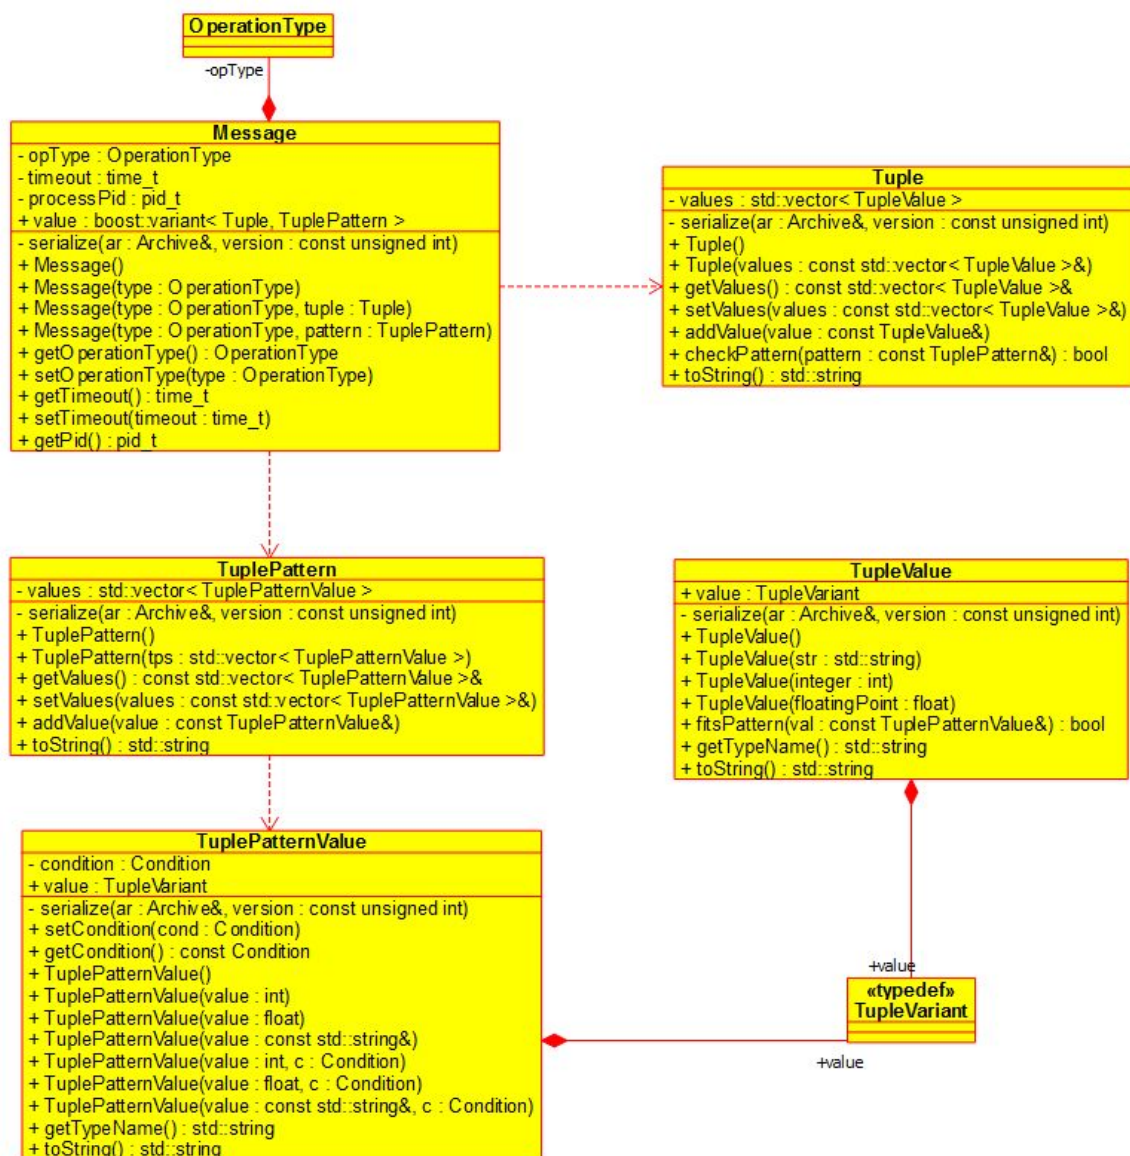 OperationType
-opType
Message
- opType : OperationType
- timeout : time_t
- processPid : pid_t
+ value : boost::variant< Tuple, TuplePattern >
- serialize(ar : Archive&, version : const unsigned int)
+ Message()
+ Message(type : OperationType)
+ Message(type : OperationType, tuple : Tuple)
+ Message(type : OperationType, pattern : TuplePattern)
+ getOperationType() : OperationType
+ setOperationType(type : OperationType)
+ getTimeout() : time_t
+ setTimeout(timeout : time_t)
+ getPid() : pid_t
Tuple
- values : std::vector< TupleValue >
- serialize(ar : Archive&, version : const unsigned int)
+ Tuple()
+ Tuple(values : const std::vector< TupleValue >&)
+ getValues() : const std::vector< TupleValue >&
+ setValues(values : const std::vector< TupleValue >&)
+ addValue(value : const TupleValue&)
+ checkPattern(pattern : const TuplePattern&) : bool
+ toString() : std::string
TuplePattern
- values : std::vector< TuplePatternValue >
- serialize(ar : Archive&, version : const unsigned int)
+ TuplePattern()
+ TuplePattern(tps : std::vector< TuplePatternValue >)
+ getValues() : const std::vector< TuplePatternValue >&
+ setValues(values : const std::vector< TuplePatternValue >&)
+ addValue(value : const TuplePatternValue&)
+ toString() : std::string
TupleValue
+ value : TupleVariant
- serialize(ar : Archive&, version : const unsigned int)
+ TupleValue()
+ TupleValue(str : std::string)
+ TupleValue(integer : int)
+ TupleValue(floatingPoint : float)
+ fitsPattern(val : const TuplePatternValue&) : bool
+ getTypeName() : std::string
+ toString() : std::string
TuplePatternValue
- condition : Condition
+ value : TupleVariant
- serialize(ar : Archive&, version : const unsigned int)
+ setCondition(cond : Condition)
+ getCondition() : const Condition
+ TuplePatternValue()
+ TuplePatternValue(value : int)
+ TuplePatternValue(value : float)
+ TuplePatternValue(value : const std::string&)
+ TuplePatternValue(value : int, c : Condition)
+ TuplePatternValue(value : float, c : Condition)
+ TuplePatternValue(value : const std::string&, c : Condition)
+ getTypeName() : std::string
+ toString() : std::string
+value
«typedef»
TupleVariant
+value